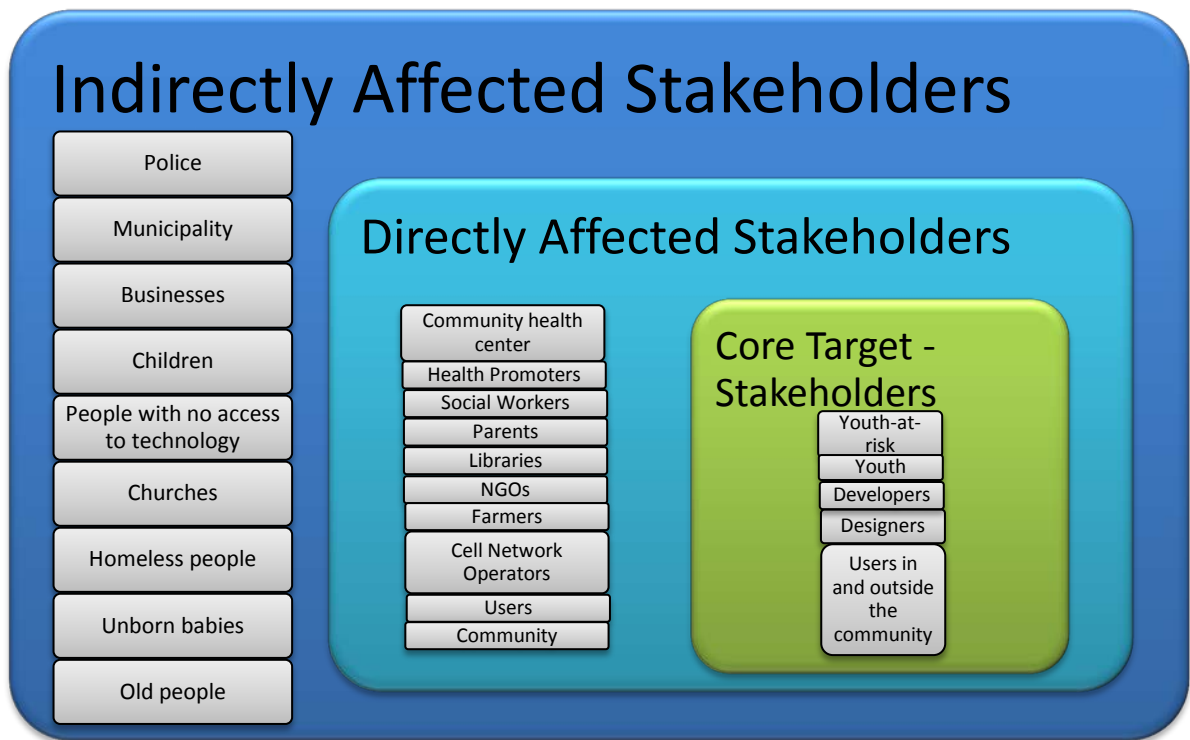 Indirectly Affected Stakeholders
Police
Municipality
Businesses
Children
People with no access
to technology
Churches
Homeless people
Unborn babies
Old people
Directly Affected Stakeholders
Community health
center
Health Promoters
Social Workers
Parents
Libraries
NGOs
Farmers
Cell Network
Operators
Users
Community
Core Target -
Stakeholders
Youth-at-
risk
Youth
Developers
Designers
Users in
and outside
the
community